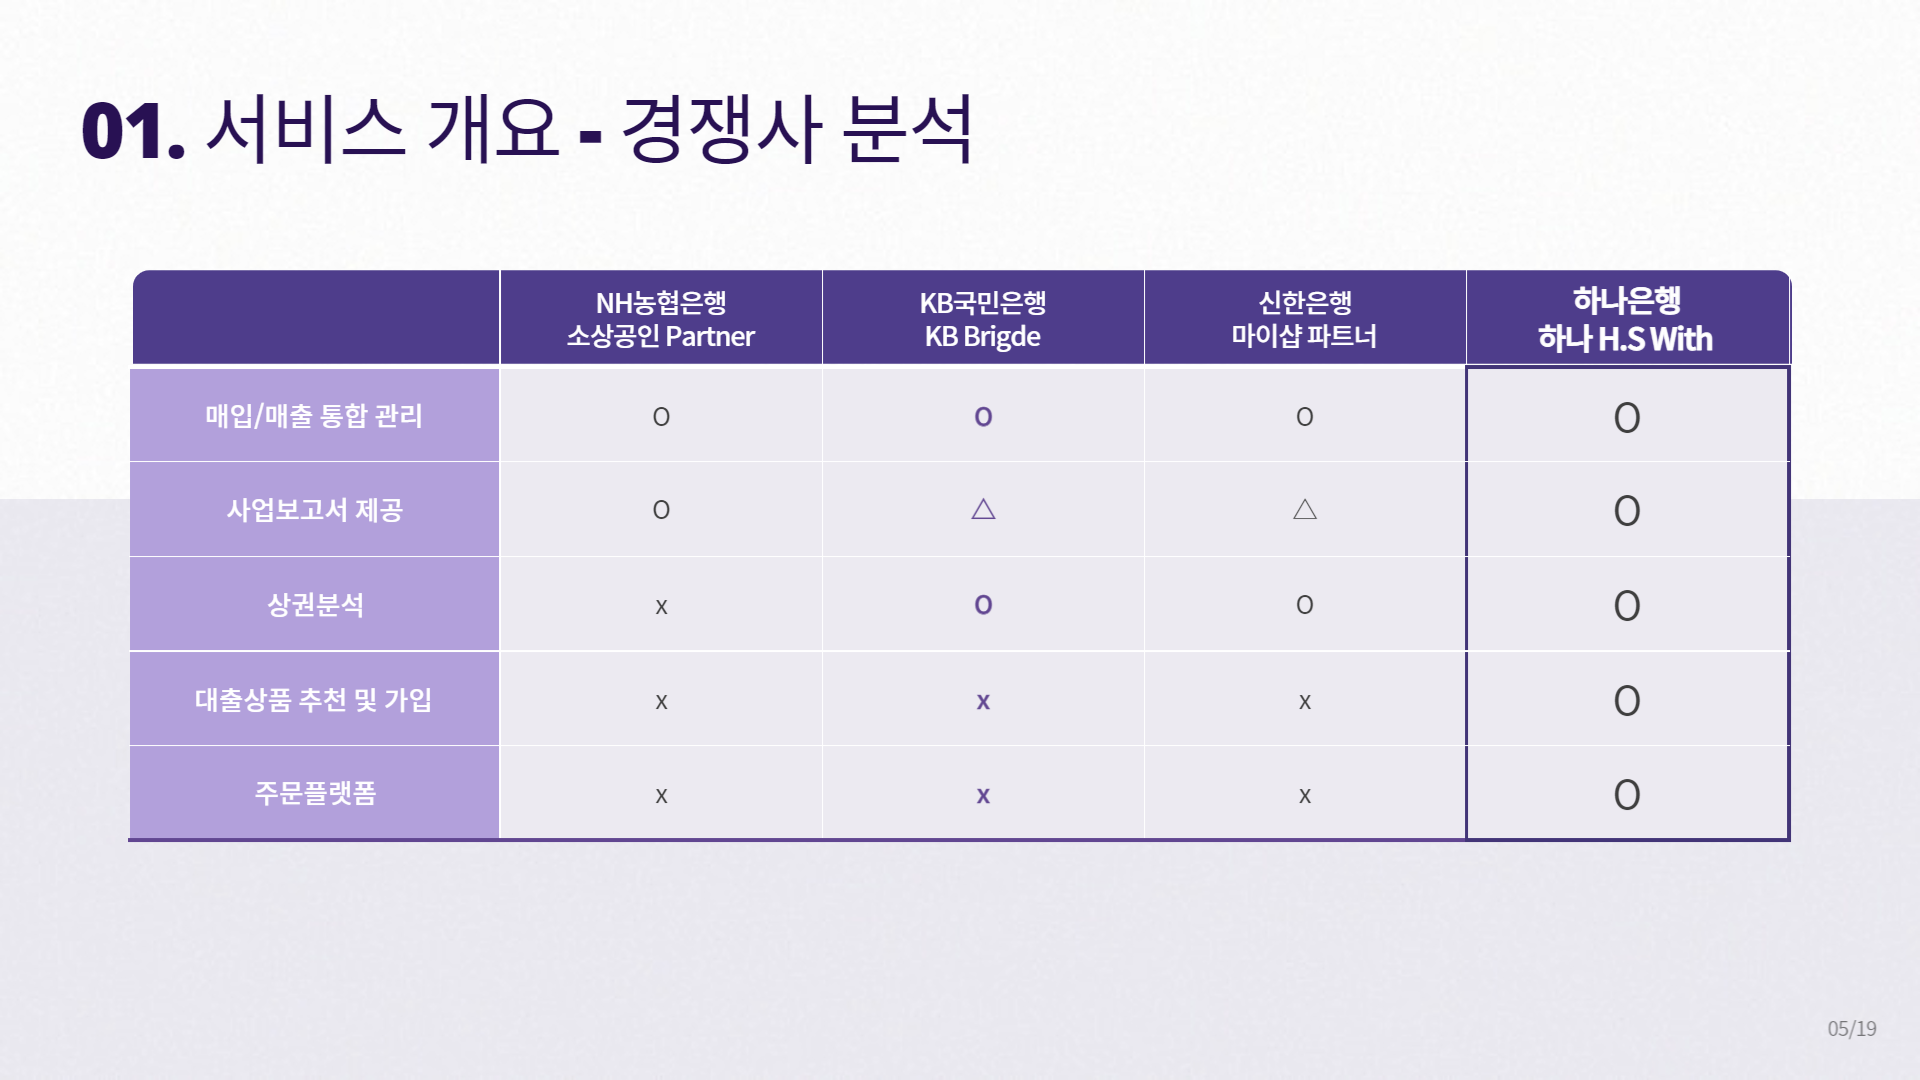 01. 서비스 개요 - 경쟁사 분석
NH농협은행
소상공인 Partner
KB국민은행
KB Brigde
신한은행
마이샵 파트너
하나은행
하나 H.S With
매입/매출 통합 관리
O
O
O
O
사업보고서 제공
O
△
△
O
상권분석
x
O
O
O
대출상품 추천 및 가입
x
x
x
O
주문플랫폼
x
x
x
O
05/19